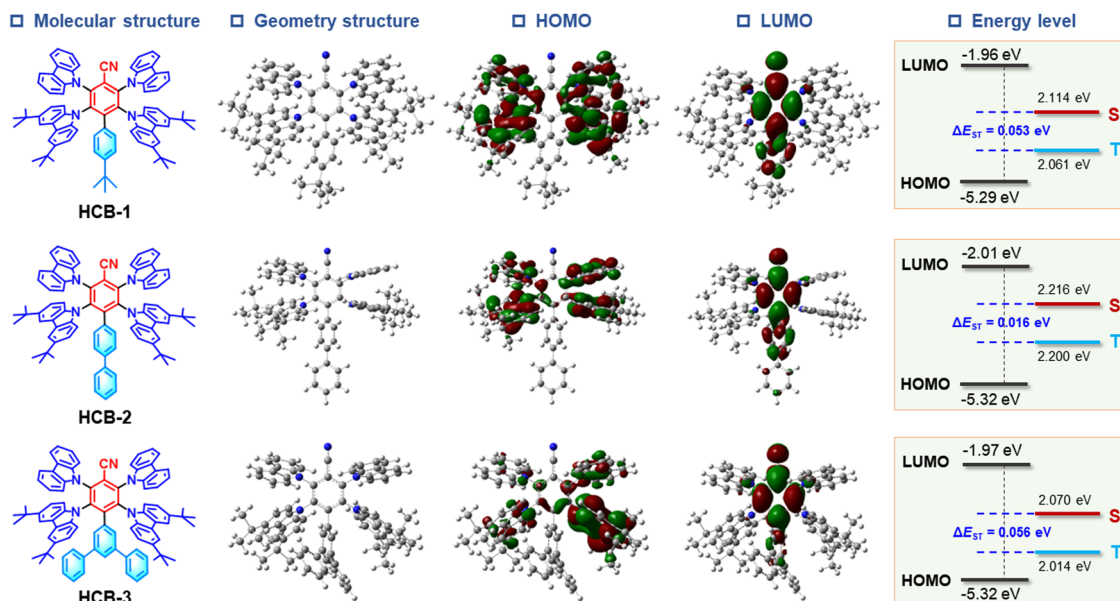 Molecular structure
Geometry structure
HOMO
LUMO
Energy level
CN
N
N
N
N
HCB-1
LUMO
-1.96 eV
2.114 eV
S
ΔEST = 0.053 eV
T
2.061 eV
HOMO
-5.29 eV
CN
N
N
N
N
HCB-2
LUMO
-2.01 eV
2.216 eV
S
ΔEST = 0.016 eV
T
2.200 eV
HOMO
-5.32 eV
CN
N
N
N
N
HCB-3
LUMO
-1.97 eV
2.070 eV
S
ΔEST = 0.056 eV
T
2.014 eV
HOMO
-5.32 eV